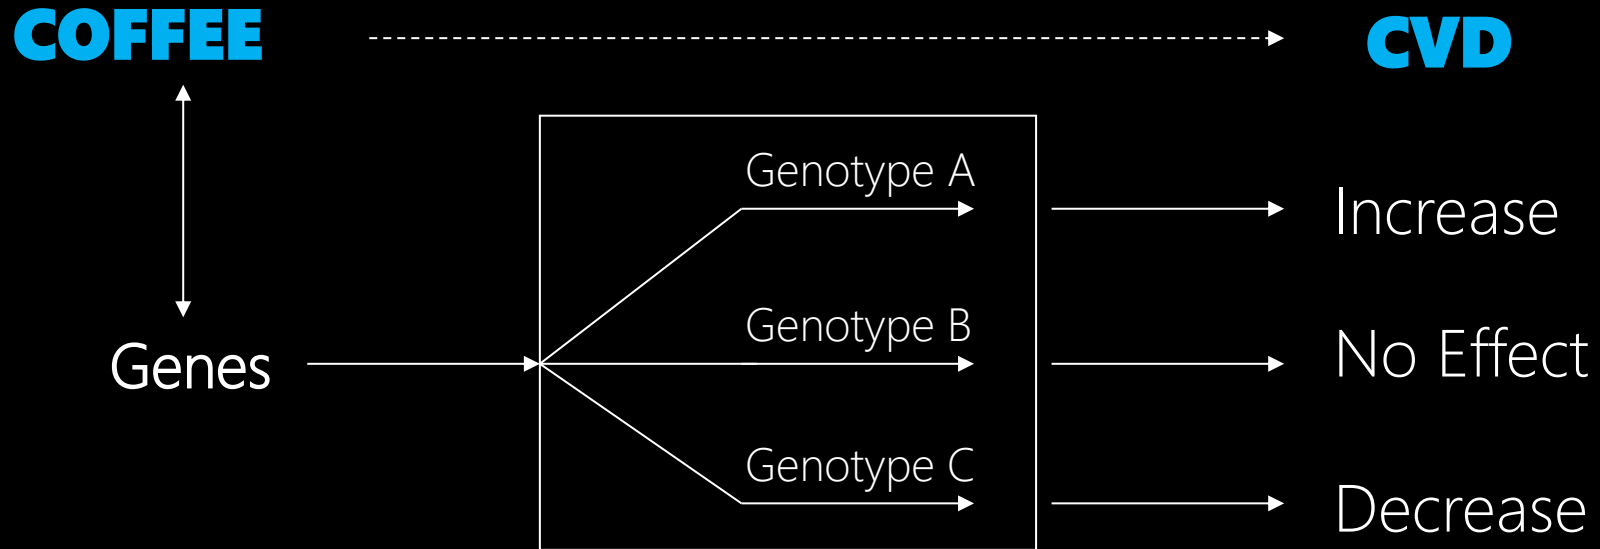 COFFEE
CVD
Genotype A
Increase
Genotype B
No Effect
Genes
Genotype C
Decrease